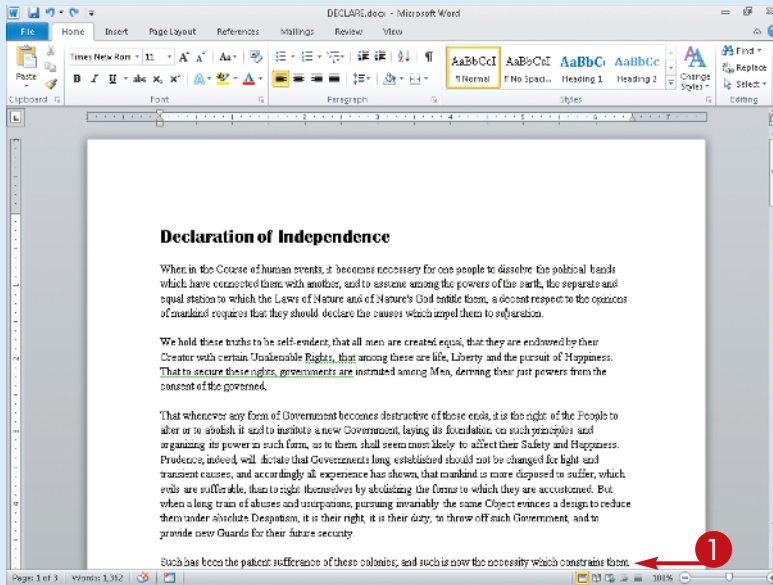 DECLARE.docx - Microsoft Word
File Home Insert Page Layout References Mailings Review View
Times New Rom 11 A A Aa
Find
Paste
B I U abc x₂ x² A A
AaBbCcI AaBbCcI AaBbC AaBbCc
Replace
¶ Normal ¶ No Spaci... Heading 1 Heading 2
Change Styles
Select
Clipboard Font Paragraph Styles Editing
Declaration of Independence
When in the Course of human events, it becomes necessary for one people to dissolve the political bands
which have connected them with another, and to assume among the powers of the earth, the separate and
equal station to which the Laws of Nature and of Nature's God entitle them, a decent respect to the opinions
of mankind requires that they should declare the causes which impel them to separation.
We hold these truths to be self-evident, that all men are created equal, that they are endowed by their
Creator with certain Unalienable Rights, that among these are life, Liberty and the pursuit of Happiness.
That to secure these rights, governments are instituted among Men, deriving their just powers from the
consent of the governed,
That whenever any form of Government becomes destructive of these ends, it is the right of the People to
alter or to abolish it and to institute a new Government, laying its foundation on such principles and
organizing its power in such form, as to them shall seem most likely to affect their Safety and Happiness.
Prudence, indeed, will dictate that Governments long established should not be changed for light and
transient causes, and accordingly all experience has shown, that mankind is more disposed to suffer, which
evils are sufferable, than to right themselves by abolishing the forms to which they are accustomed. But
when a long train of abuses and usurpations, pursuing invariably the same Object evinces a design to reduce
them under absolute Despotism, it is their right, it is their duty, to throw off such Government, and to
provide new Guards for their future security.
Such has been the patient sufferance of these colonies; and such is now the necessity which constrains them
1
Page: 1 of 3 Words: 1,352 100%